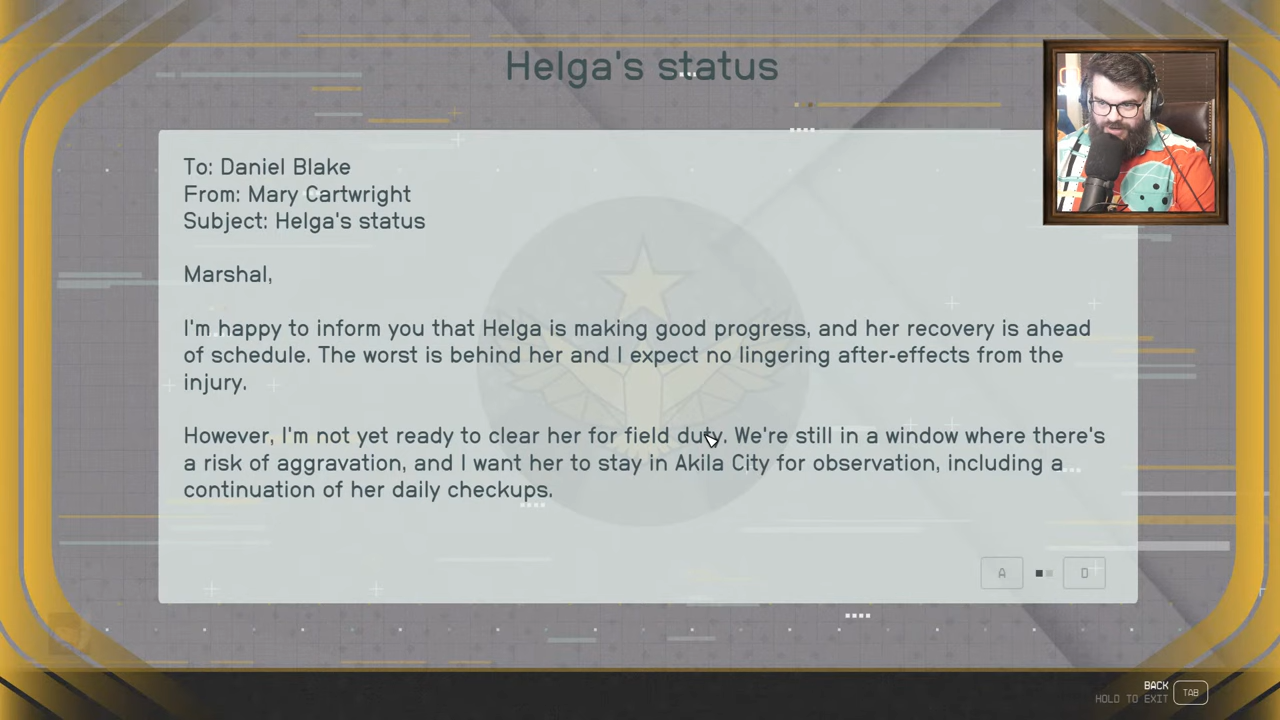 Helga's status
To: Daniel Blake
From: Mary Cartwright
Subject: Helga's status
Marshal,
I'm happy to inform you that Helga is making good progress, and her recovery is ahead
of schedule. The worst is behind her and I expect no lingering after-effects from the
injury.
However, I'm not yet ready to clear her for field duty. We're still in a window where there's
a risk of aggravation, and I want her to stay in Akila City for observation, including a
continuation of her daily checkups.
A D
BACK
HOLD TO EXIT TAB